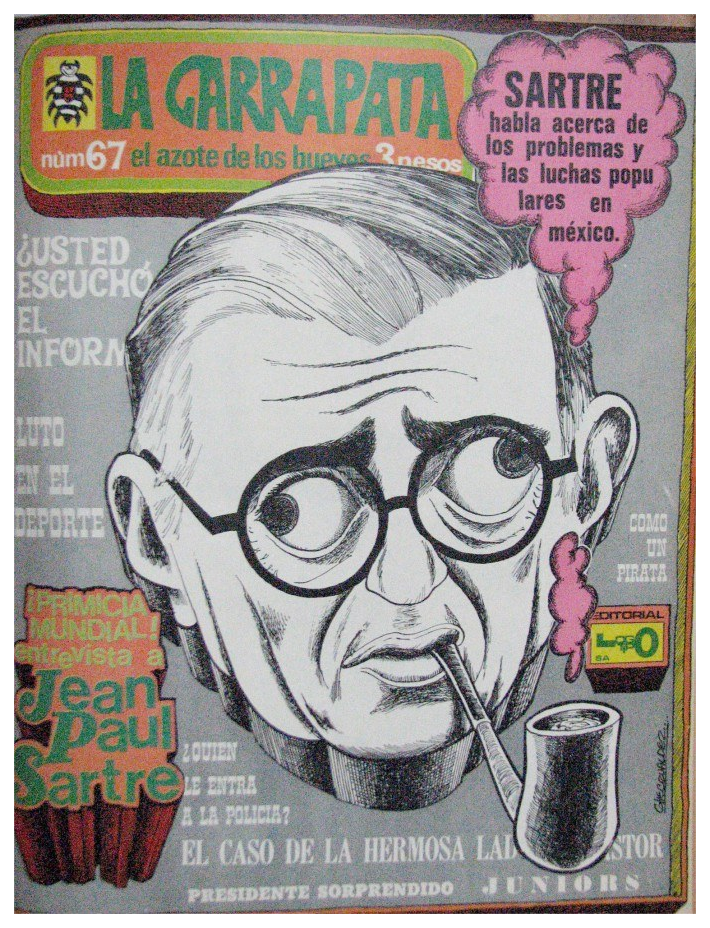 LA GARRAPATA
núm 67 el azote de los bueyes 3 pesos
SARTRE
habla acerca de
los problemas y
las luchas popu
lares en
méxico.
¿USTED
ESCUCHÓ
EL
INFORM
LUTO
EN EL
DEPORTE
COMO
UN
PIRATA
EDITORIAL
SA
¡PRIMICIA
MUNDIAL!
entrevista a
Jean
Paul
Sartre
¿QUIEN
LE ENTRA
A LA POLICIA?
EL CASO DE LA HERMOSA LAD STOR
PRESIDENTE SORPRENDIDO JUNIORS